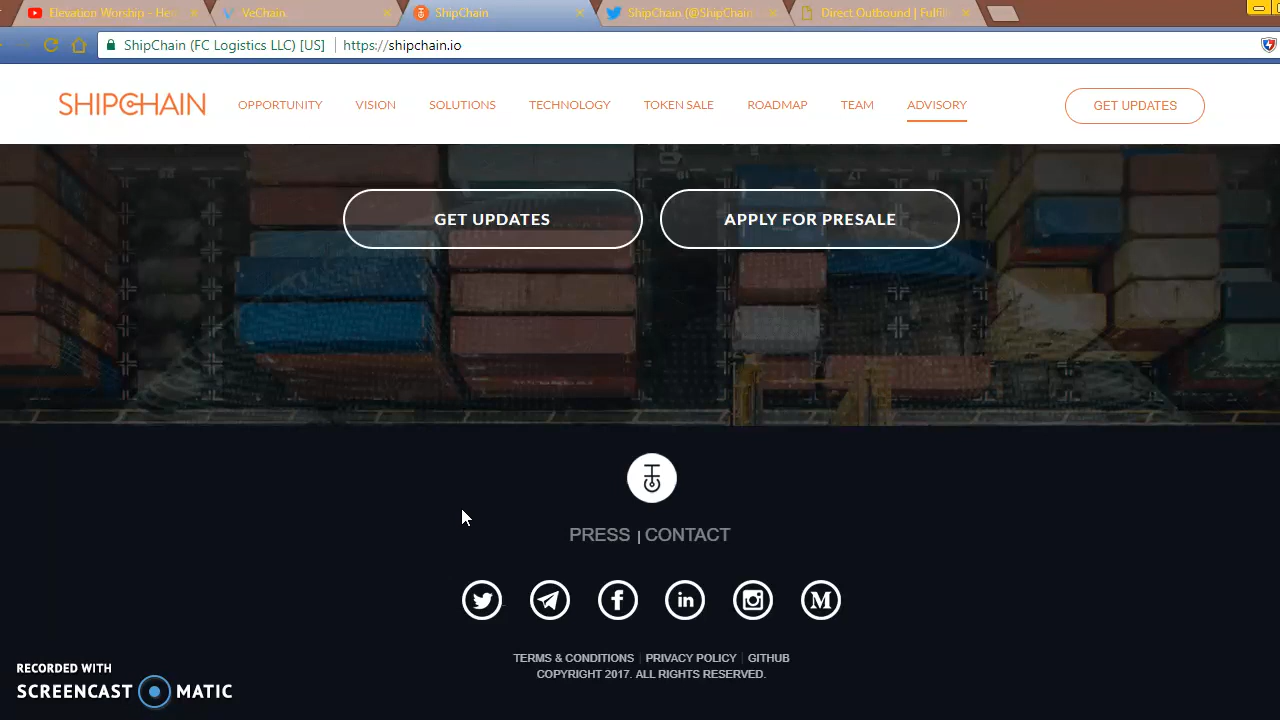 Elevation Worship - He
VeChain
ShipChain
ShipChain (@ShipChain
Direct Outbound | Fulfil
ShipChain (FC Logistics LLC) [US]
https://shipchain.io
SHIPCHAIN
OPPORTUNITY
VISION
SOLUTIONS
TECHNOLOGY
TOKEN SALE
ROADMAP
TEAM
ADVISORY
GET UPDATES
GET UPDATES
APPLY FOR PRESALE
PRESS | CONTACT
TERMS & CONDITIONS | PRIVACY POLICY | GITHUB
COPYRIGHT 2017. ALL RIGHTS RESERVED.
RECORDED WITH
SCREENCAST MATIC